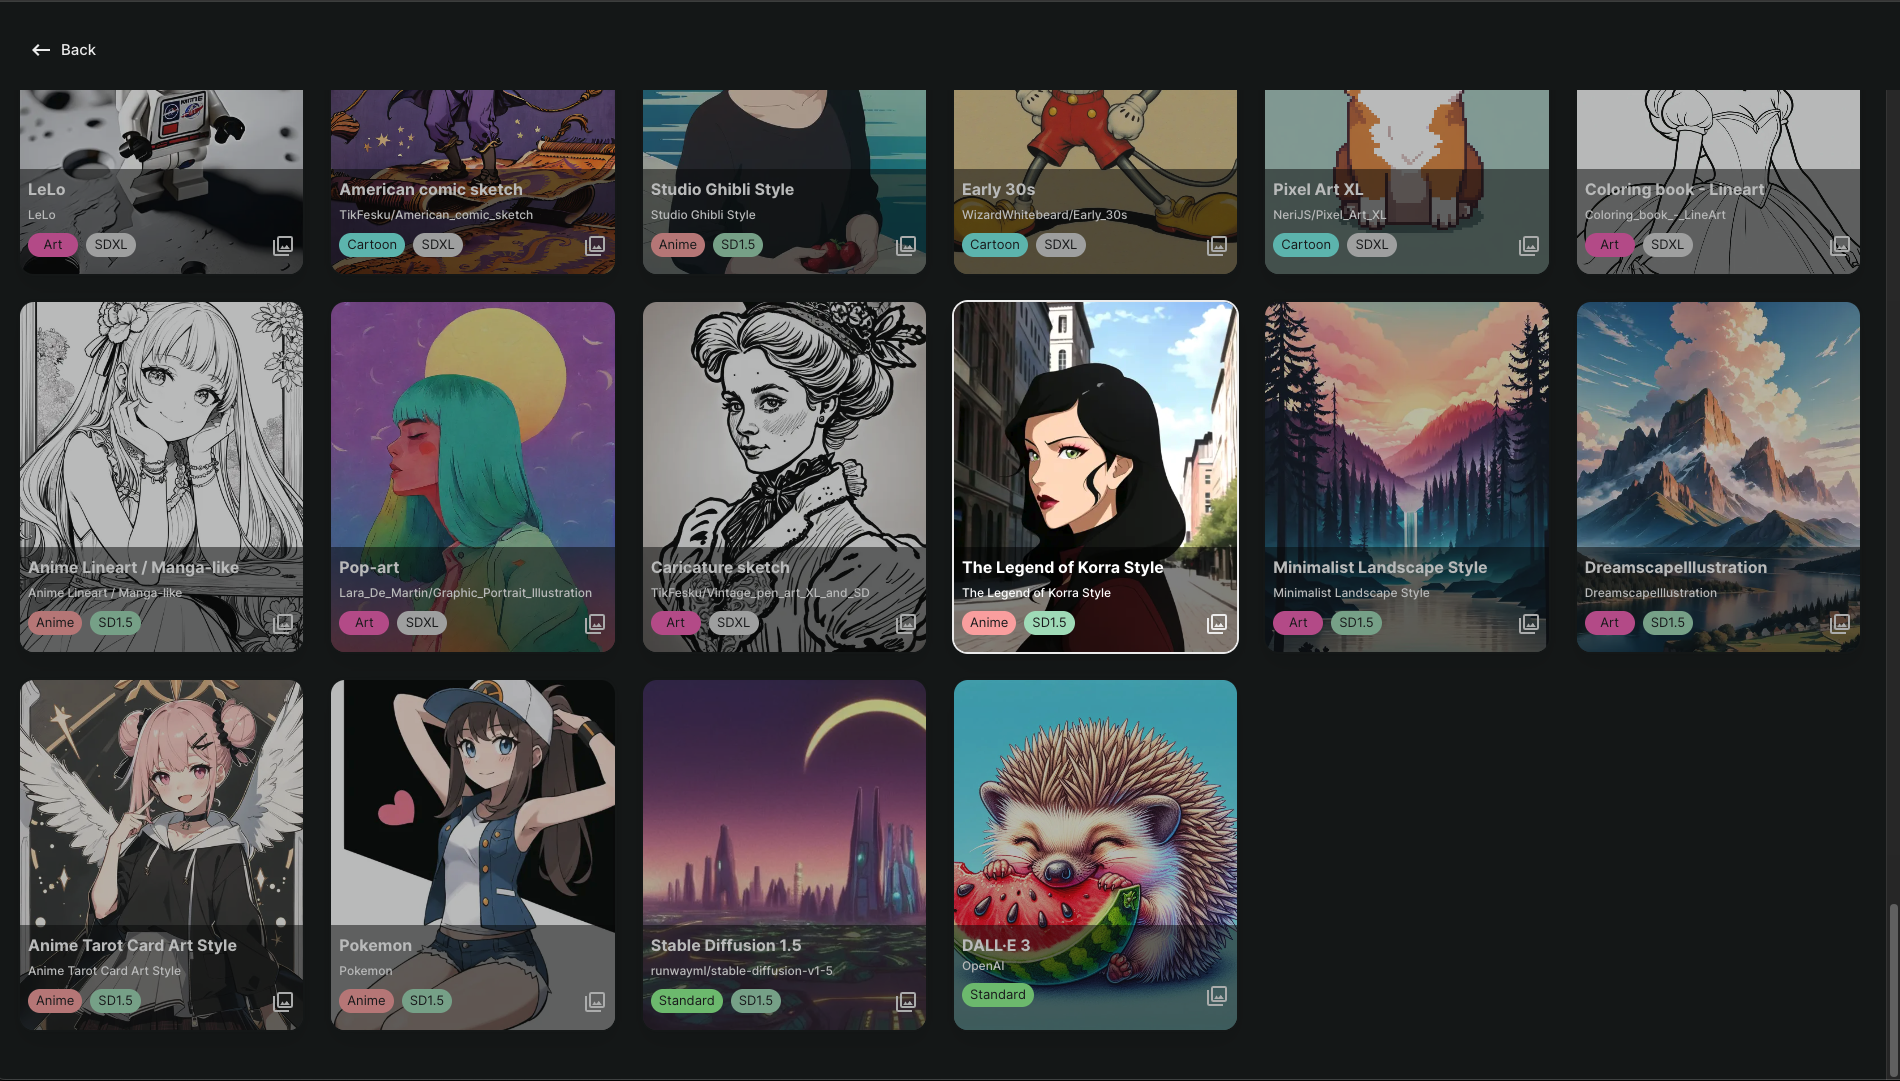 Back
LeLo
LeLo
Art SDXL
American comic sketch
TikFesku/American_comic_sketch
Cartoon SDXL
Studio Ghibli Style
Studio Ghibli Style
Anime SD1.5
Early 30s
WizardWhitebeard/Early_30s
Cartoon SDXL
Pixel Art XL
NeriJS/Pixel_Art_XL
Cartoon SDXL
Coloring book - Lineart
Coloring_book_-_LineArt
Art SDXL
Anime Lineart / Manga-like
Anime Lineart / Manga-like
Anime SD1.5
Pop-art
Lara_De_Martin/Graphic_Portrait_Illustration
Art SDXL
Caricature sketch
TikFesku/Vintage_pen_art_XL_and_SD
Art SDXL
The Legend of Korra Style
The Legend of Korra Style
Anime SD1.5
Minimalist Landscape Style
Minimalist Landscape Style
Art SD1.5
DreamscapeIllustration
DreamscapeIllustration
Art SD1.5
Anime Tarot Card Art Style
Anime Tarot Card Art Style
Anime SD1.5
Pokemon
Pokemon
Anime SD1.5
Stable Diffusion 1.5
runwayml/stable-diffusion-v1-5
Standard SD1.5
DALL·E 3
OpenAI
Standard